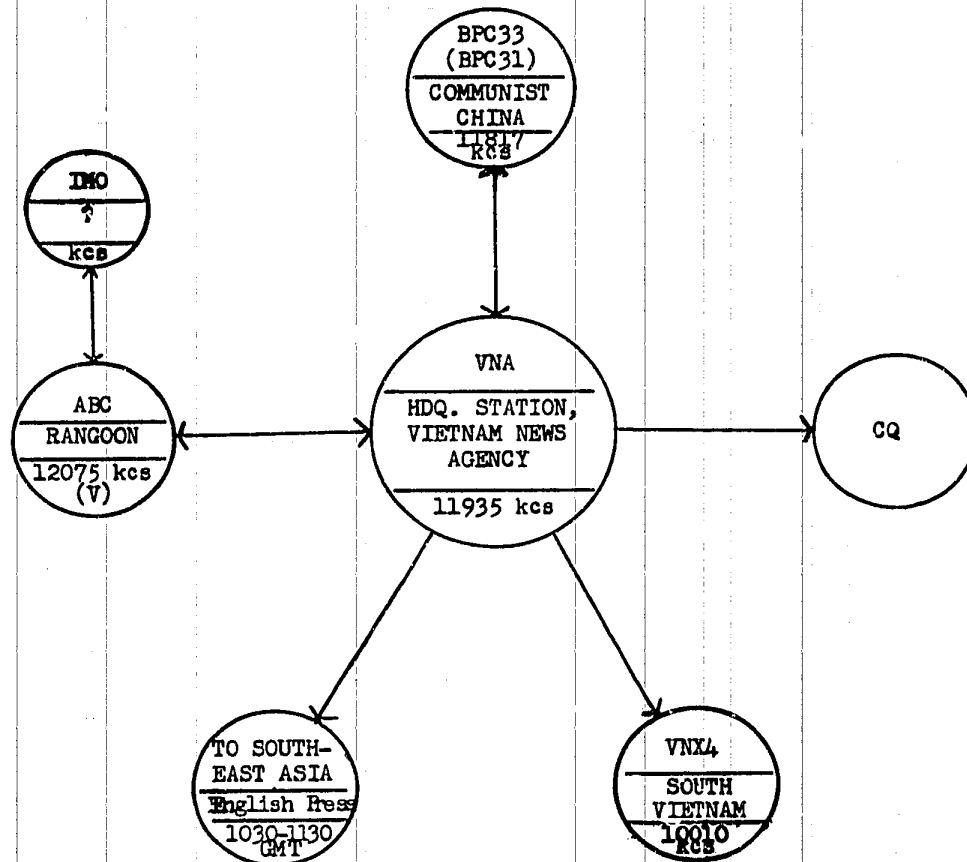 BPC33
(BPC31)
COMMUNIST
CHINA
11817
kcs
IMO
?
kcs
ABC
RANGOON
12075 kcs
(V)
VNA
HDQ. STATION,
VIETNAM NEWS
AGENCY
11935 kcs
CQ
TO SOUTH-
EAST ASIA
English Press
1030-1130
GMT
VNX4
SOUTH
VIETNAM
10010
kcs